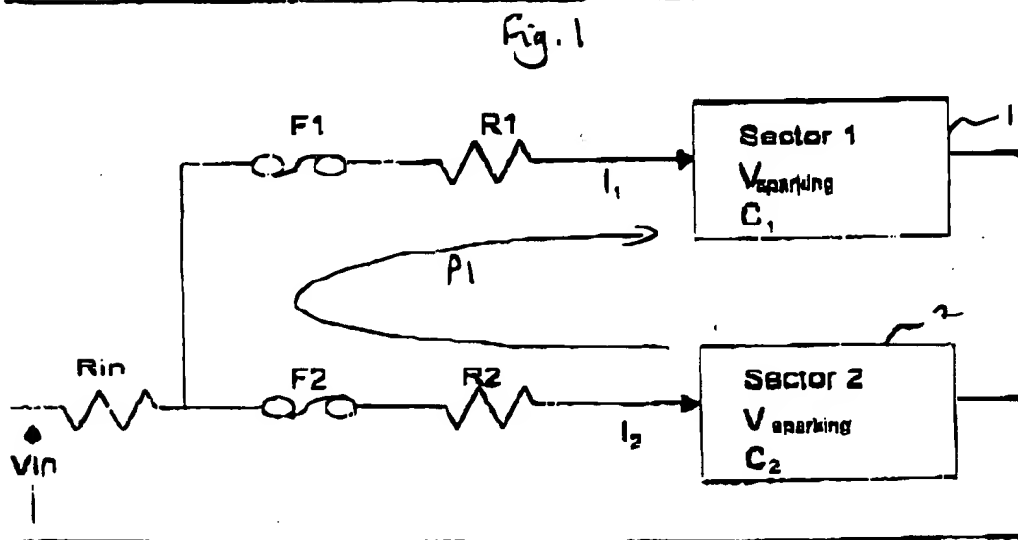 Fig. 1
F1
R1
I₁
Sector 1
Vsparking
C₁
1
P1
Rin
Vin
F2
R2
I₂
Sector 2
V sparking
C₂
2